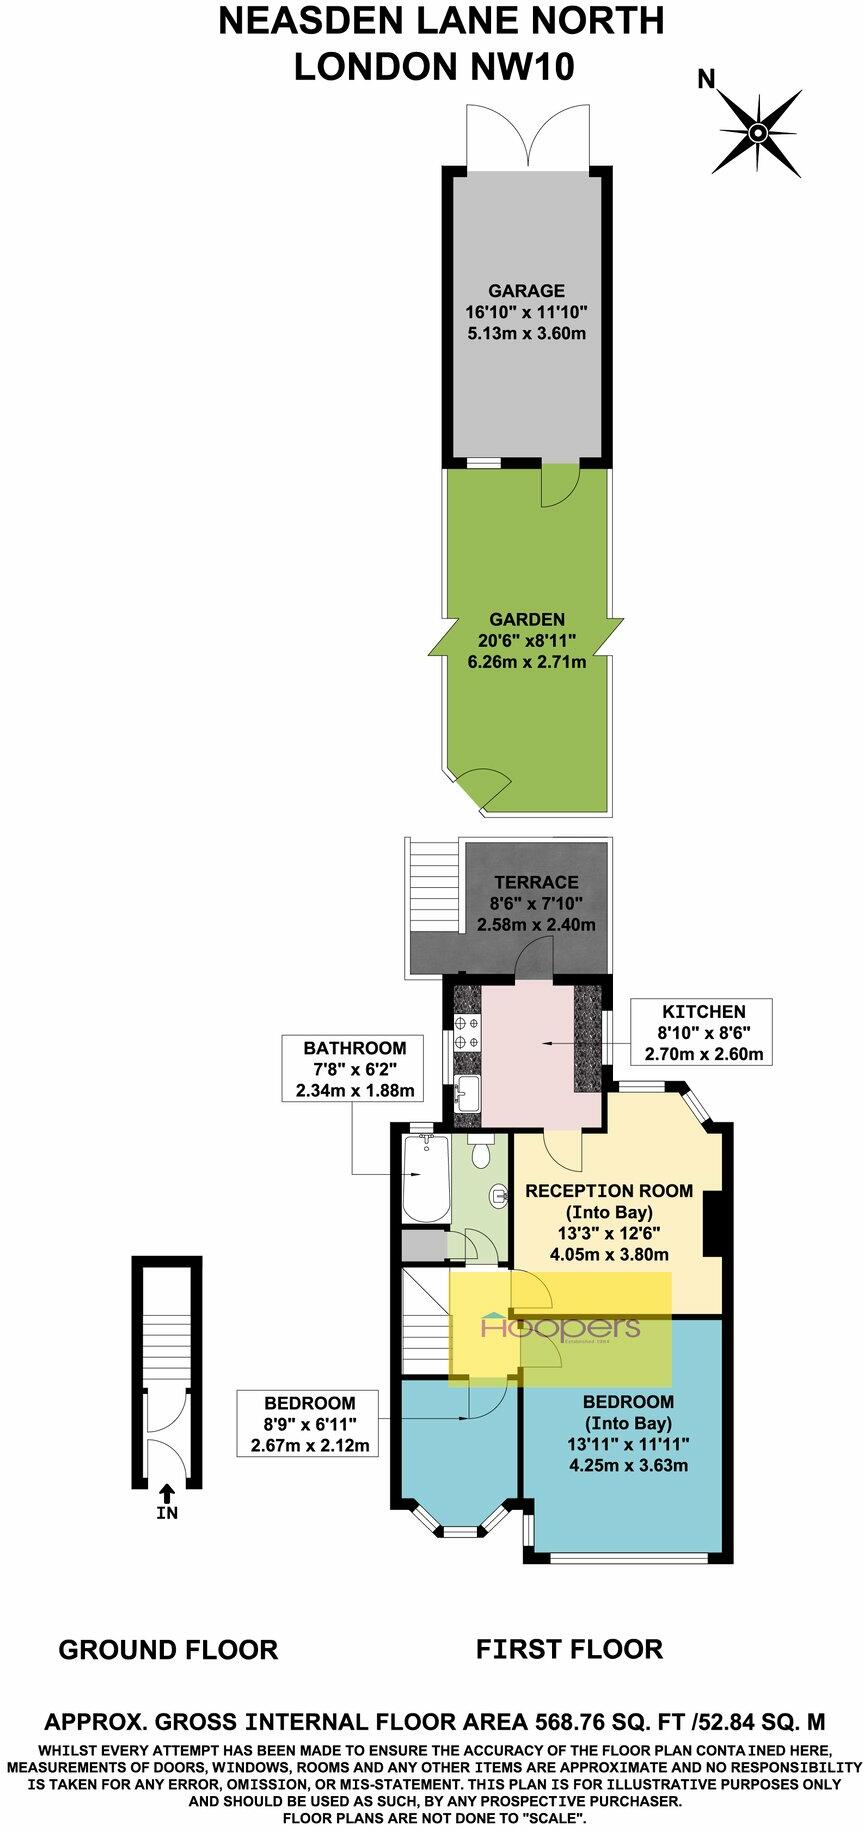 NEASDEN LANE NORTH
LONDON NW10
N
GARAGE
16'10" x 11'10"
5.13m x 3.60m
GARDEN
20'6" x8'11"
6.26m x 2.71m
TERRACE
8'6" x 7'10"
2.58m x 2.40m
KITCHEN
8'10" x 8'6"
2.70m x 2.60m
BATHROOM
7'8" x 6'2"
2.34m x 1.88m
RECEPTION ROOM
(Into Bay)
13'3" x 12'6"
4.05m x 3.80m
Hoopers
Established 1984
BEDROOM
8'9" x 6'11"
2.67m x 2.12m
BEDROOM
(Into Bay)
13'11" x 11'11"
4.25m x 3.63m
IN
GROUND FLOOR
FIRST FLOOR
APPROX. GROSS INTERNAL FLOOR AREA 568.76 SQ. FT /52.84 SQ. M
WHILST EVERY ATTEMPT HAS BEEN MADE TO ENSURE THE ACCURACY OF THE FLOOR PLAN CONTAINED HERE,
MEASUREMENTS OF DOORS, WINDOWS, ROOMS AND ANY OTHER ITEMS ARE APPROXIMATE AND NO RESPONSIBILITY
IS TAKEN FOR ANY ERROR, OMISSION, OR MIS-STATEMENT. THIS PLAN IS FOR ILLUSTRATIVE PURPOSES ONLY
AND SHOULD BE USED AS SUCH, BY ANY PROSPECTIVE PURCHASER.
FLOOR PLANS ARE NOT DONE TO "SCALE".